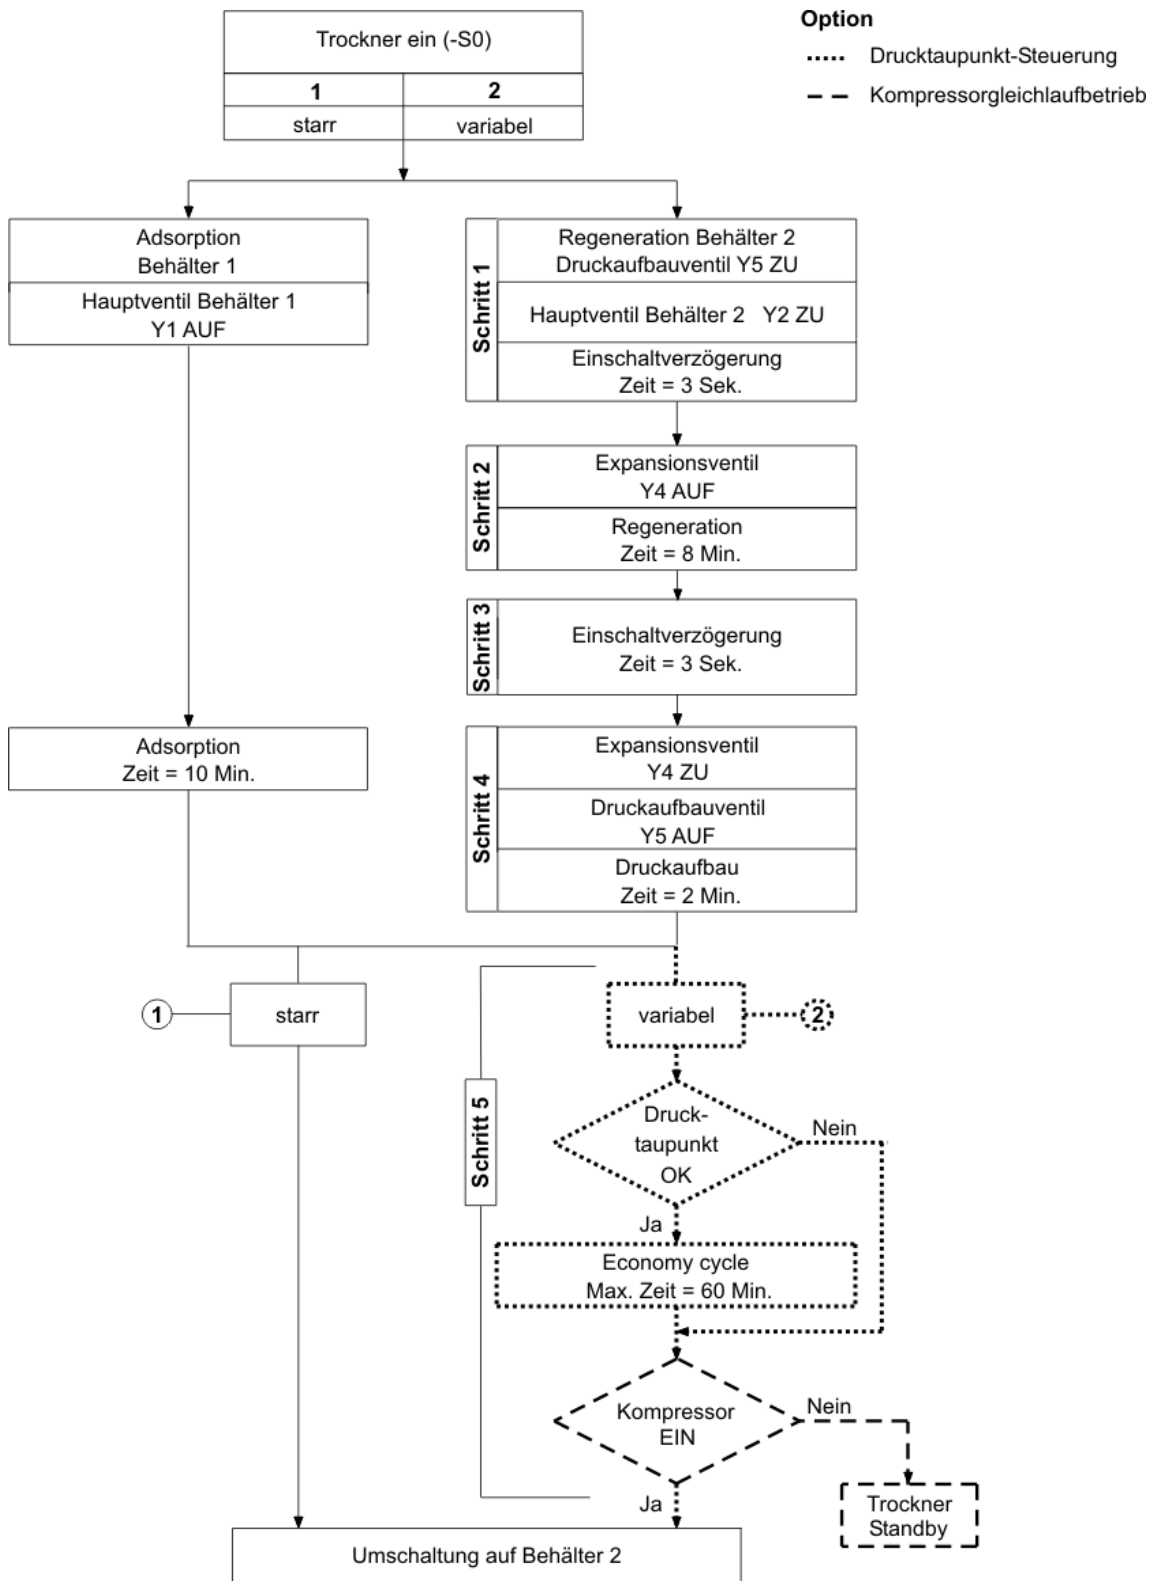 Trockner ein (-S0)
1
2
starr
variabel
Option
Drucktaupunkt-Steuerung
Kompressorgleichlaufbetrieb
Adsorption
Behälter 1
Hauptventil Behälter 1
Y1 AUF
Schritt 1
Regeneration Behälter 2
Druckaufbauventil Y5 ZU
Hauptventil Behälter 2 Y2 ZU
Einschaltverzögerung
Zeit = 3 Sek.
Schritt 2
Expansionsventil
Y4 AUF
Regeneration
Zeit = 8 Min.
Schritt 3
Einschaltverzögerung
Zeit = 3 Sek.
Adsorption
Zeit = 10 Min.
Schritt 4
Expansionsventil
Y4 ZU
Druckaufbauventil
Y5 AUF
Druckaufbau
Zeit = 2 Min.
1
starr
Schritt 5
variabel
2
Druck-
taupunkt
OK
Nein
Ja
Economy cycle
Max. Zeit = 60 Min.
Kompressor
EIN
Nein
Ja
Trockner
Standby
Umschaltung auf Behälter 2